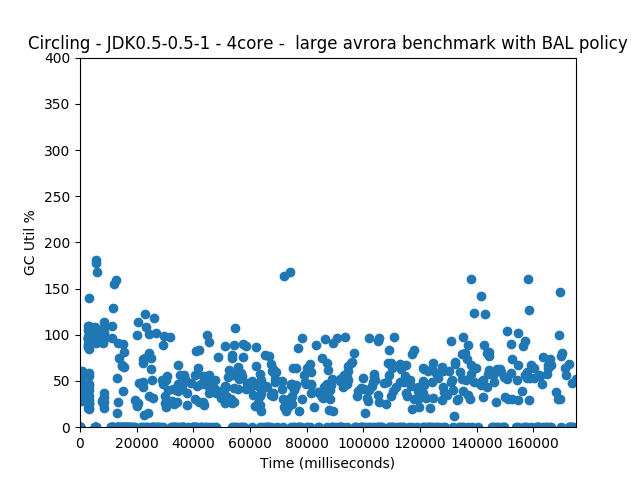 Circling - JDK0.5-0.5-1 - 4core -  large avrora benchmark with BAL policy
400
350
300
250
200
150
100
50
0
GC Util %
0 20000 40000 60000 80000 100000 120000 140000 160000
Time (milliseconds)